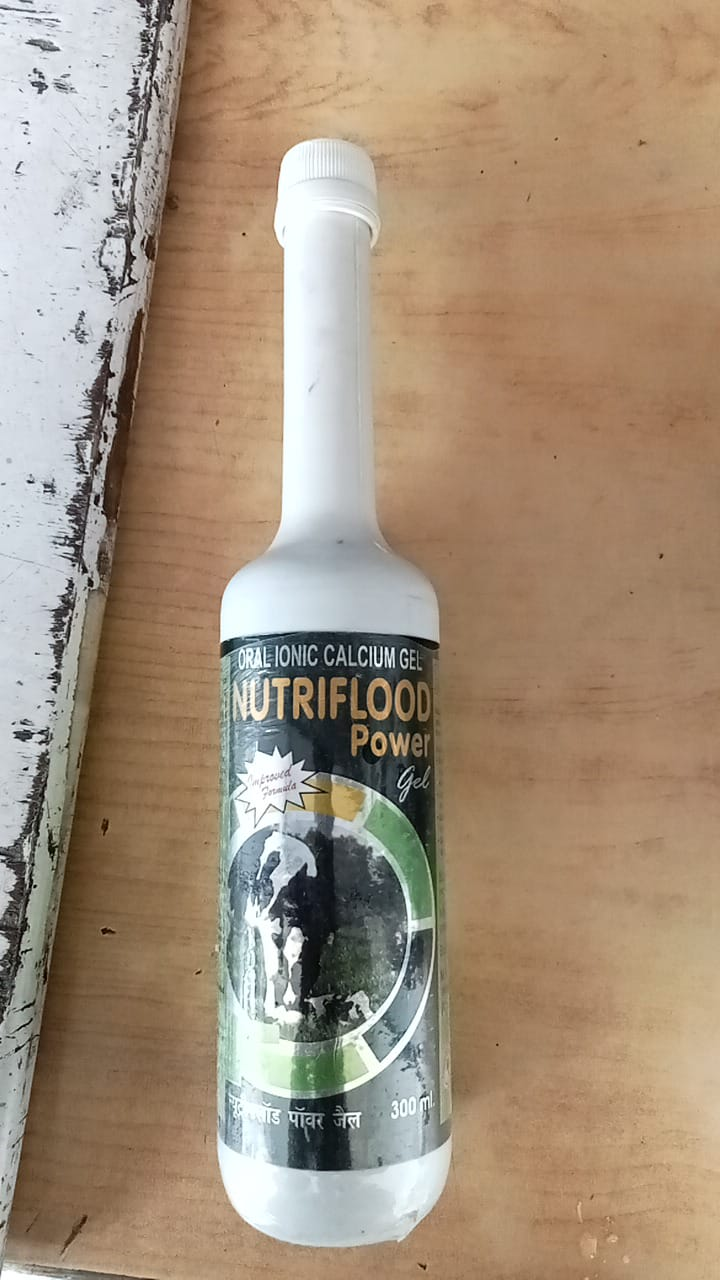 ORAL IONIC CALCIUM GEL
NUTRIFLOOD
Power
Gel
Improved
Formula
पॉवर जैल
300 ml.